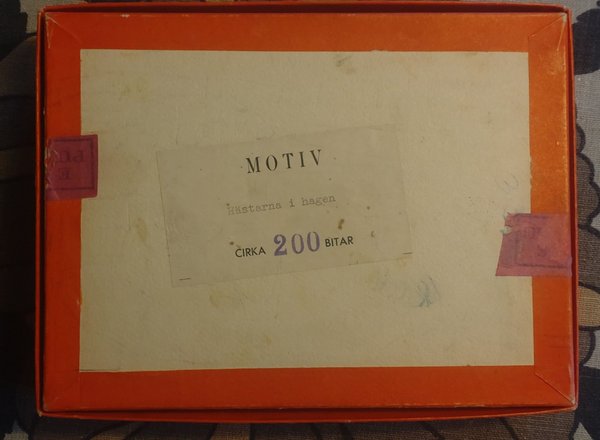 MOTIV
Hästarna i hagen
CIRKA 200 BITAR